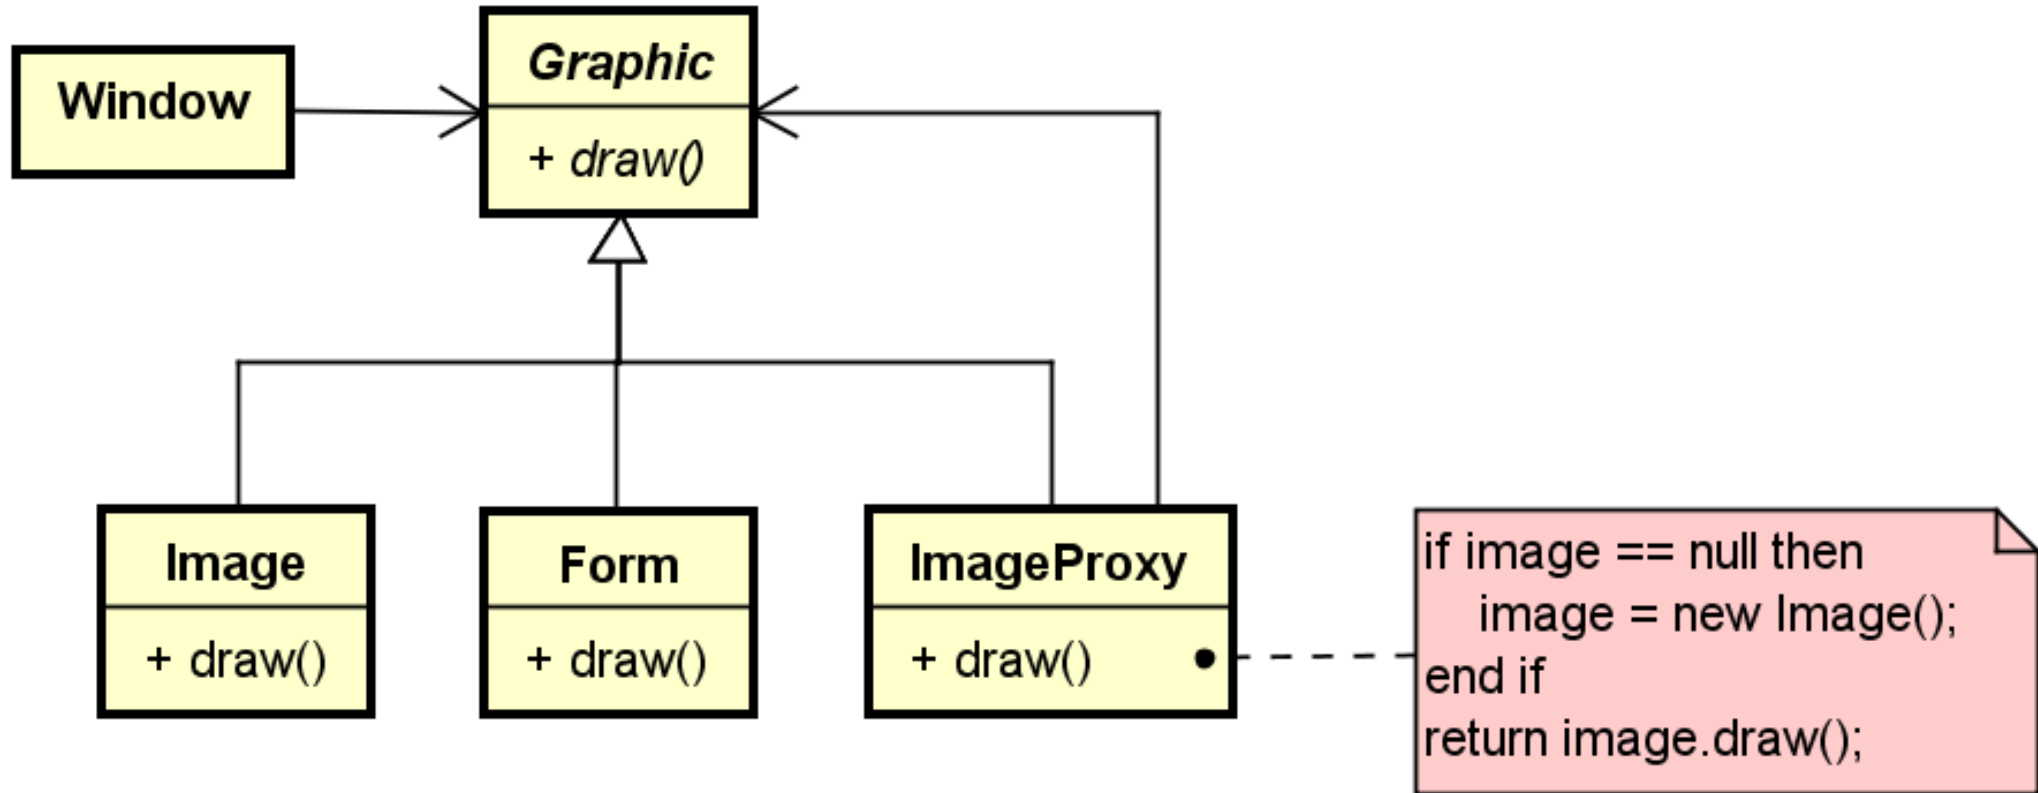 Window
Graphic
+ draw()
Image
+ draw()
Form
+ draw()
ImageProxy
+ draw()
if image == null then
image = new Image();
end if
return image.draw();